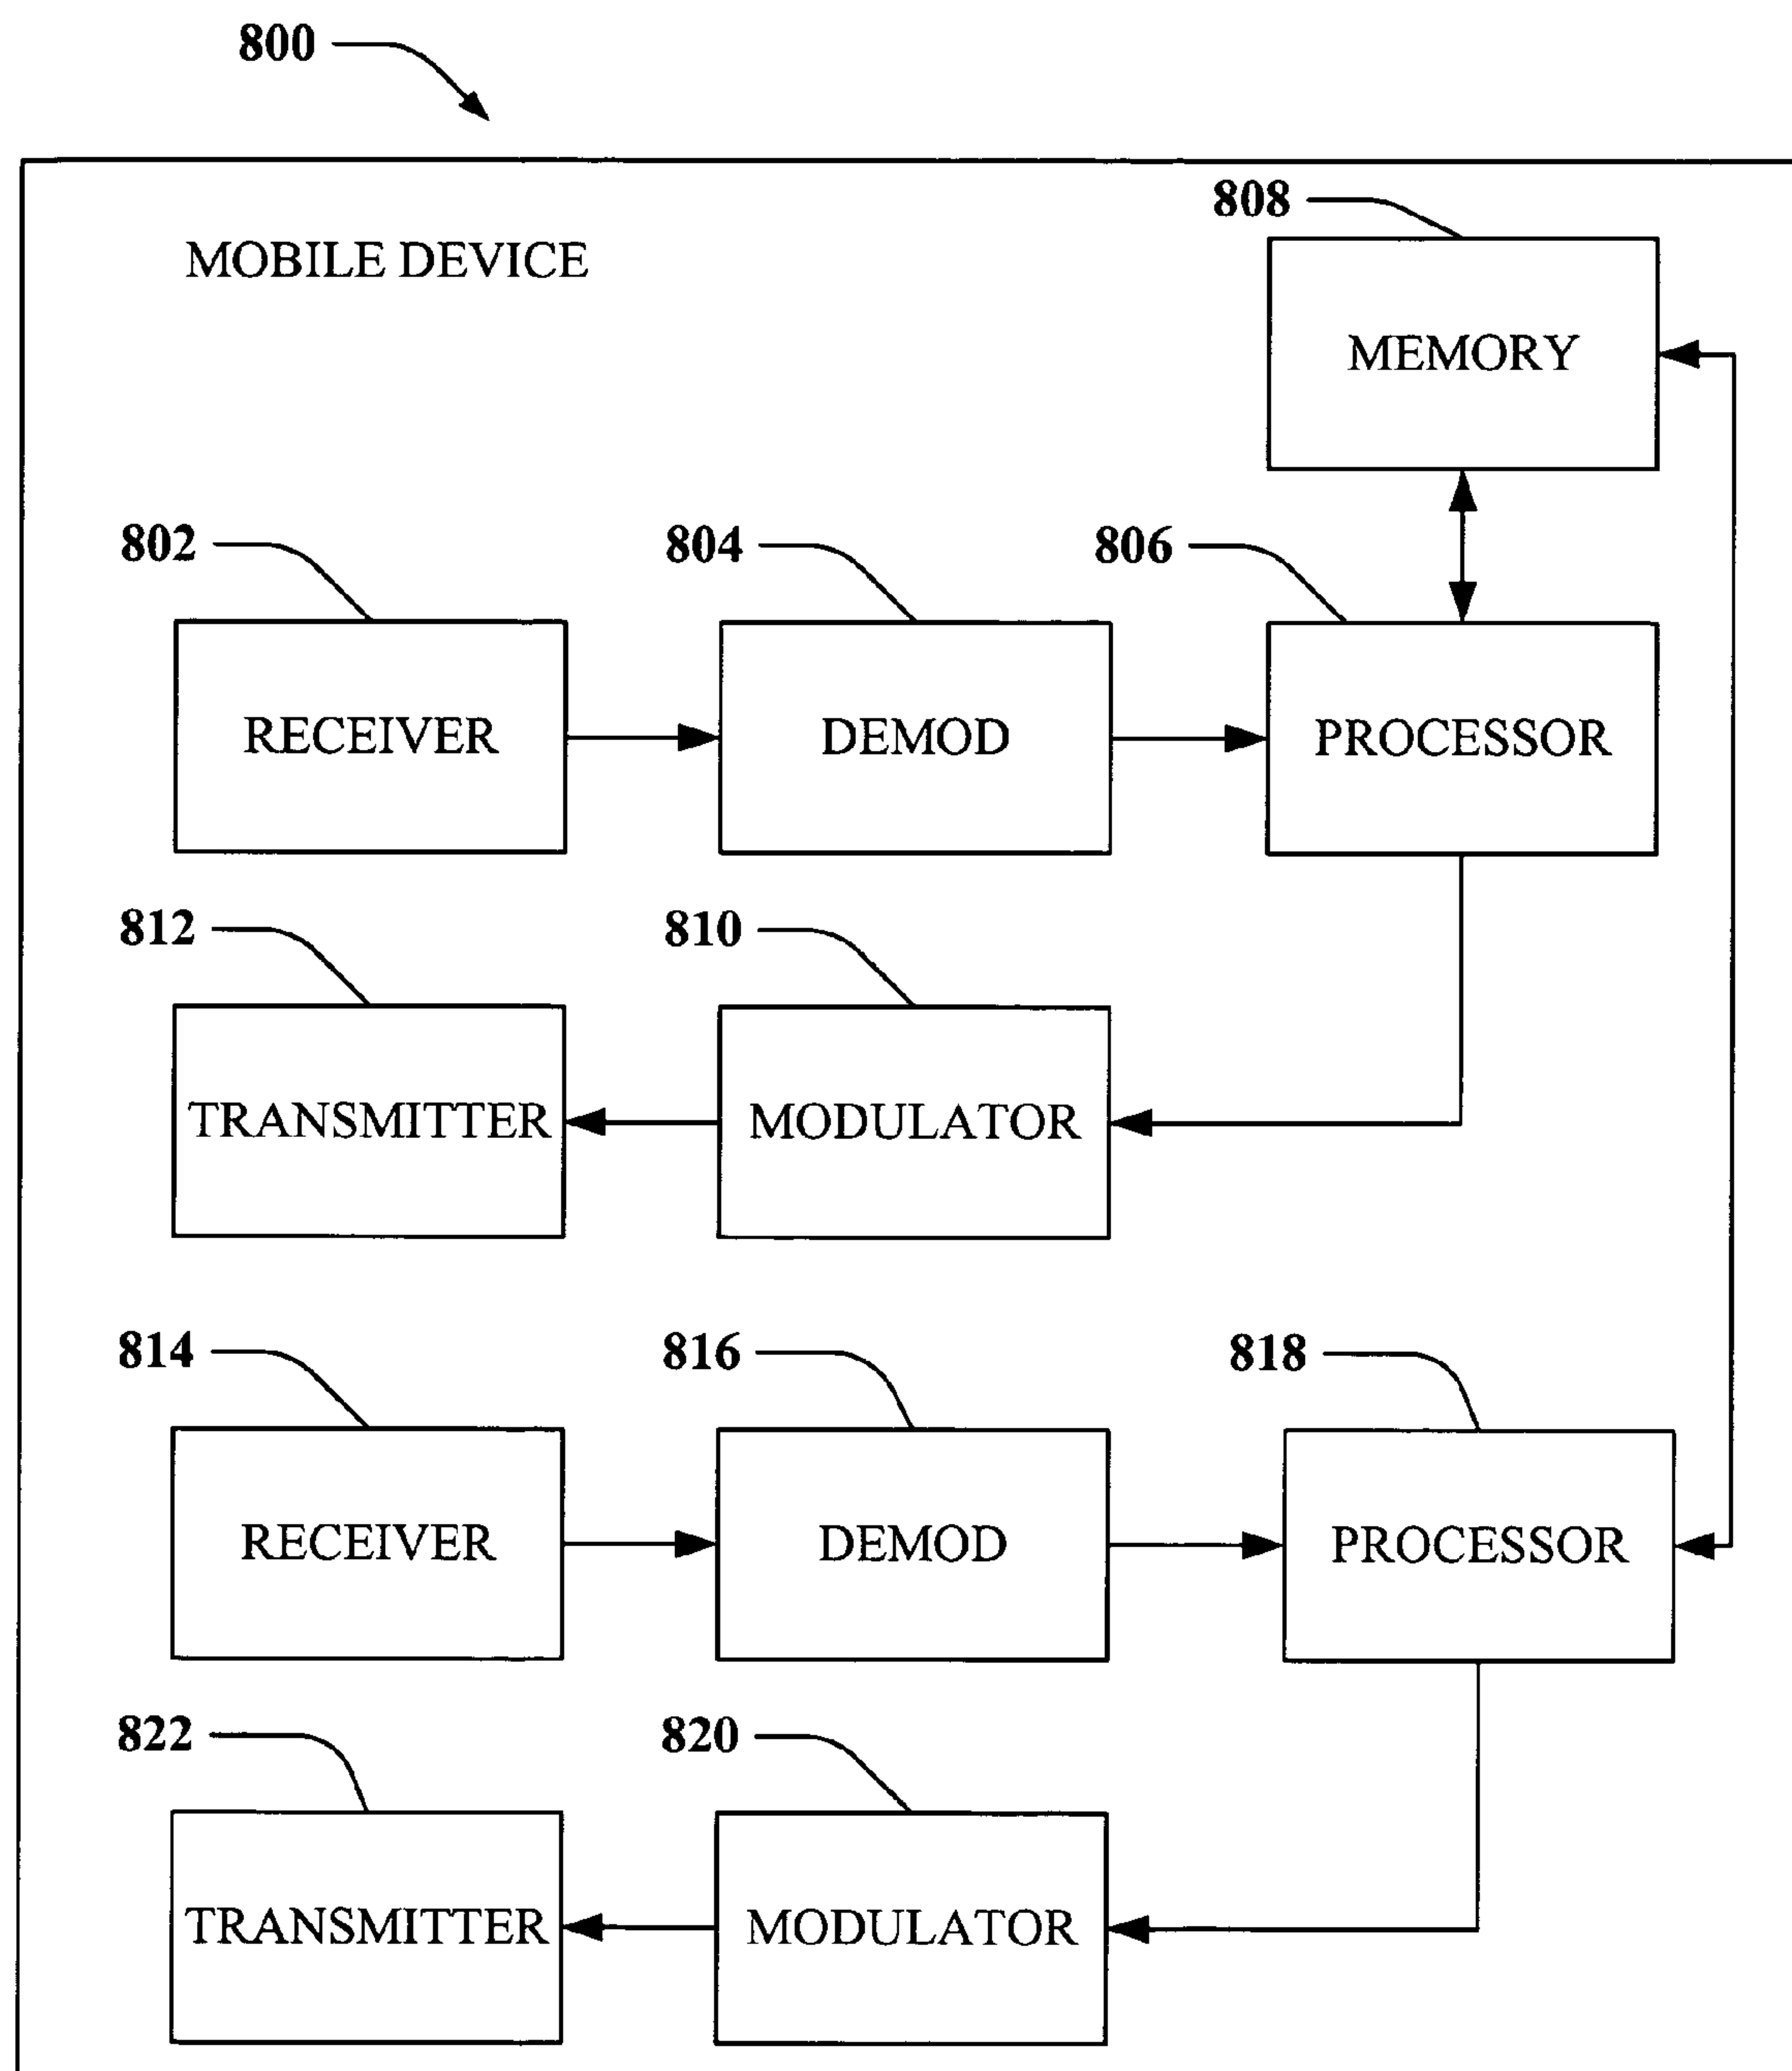 800
808
MOBILE DEVICE
MEMORY
802
804
806
RECEIVER
DEMOD
PROCESSOR
812
810
TRANSMITTER
MODULATOR
814
816
818
RECEIVER
DEMOD
PROCESSOR
822
820
TRANSMITTER
MODULATOR